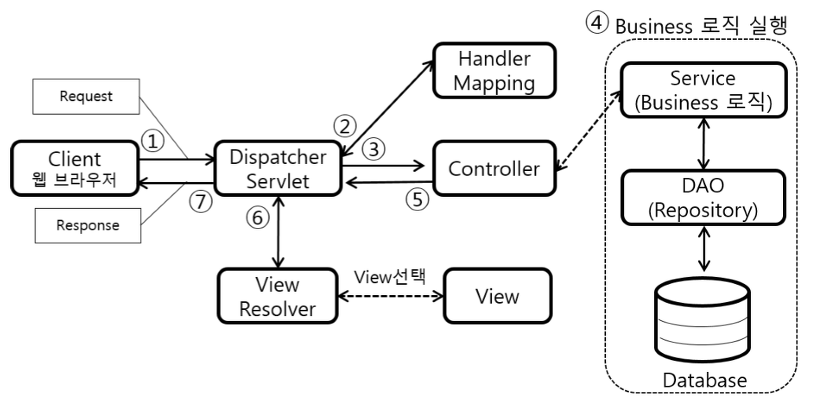 ④ Business 로직 실행
Handler
Mapping
Service
(Business 로직)
Request
①
②
③
Client
웹 브라우저
Dispatcher
Servlet
Controller
DAO
(Repository)
⑦
⑤
Response
⑥
View
Resolver
View선택
View
Database